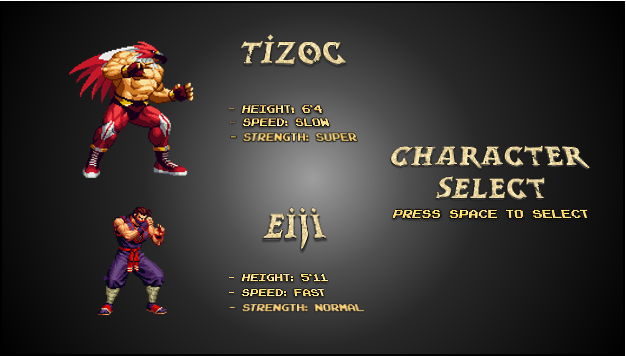 TIZOC
- HEIGHT: 6'4
- SPEED: SLOW
- STRENGTH: SUPER
CHARACTER
SELECT
PRESS SPACE TO SELECT
EIJI
- HEIGHT: 5'11
- SPEED: FAST
- STRENGTH: NORMAL